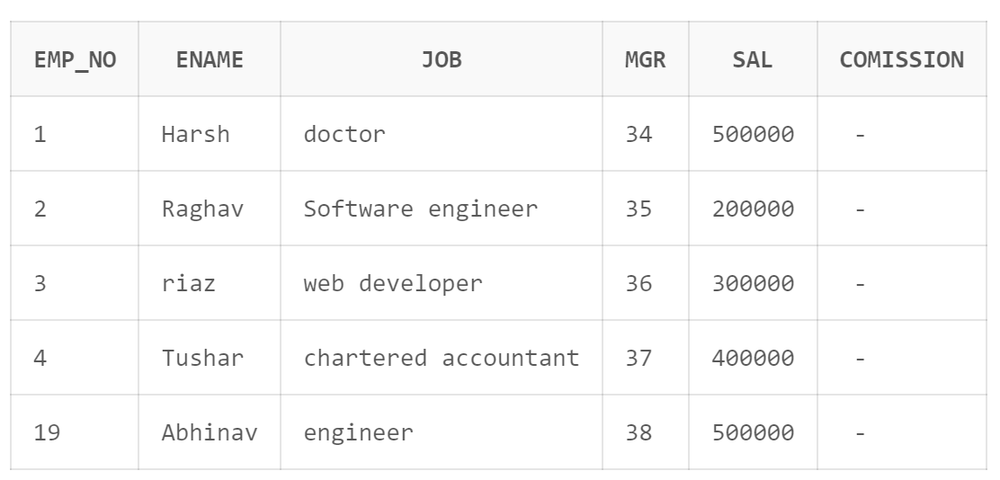 EMP_NO ENAME JOB MGR SAL COMISSION
1 Harsh doctor 34 500000 -
2 Raghav Software engineer 35 200000 -
3 riaz web developer 36 300000 -
4 Tushar chartered accountant 37 400000 -
19 Abhinav engineer 38 500000 -